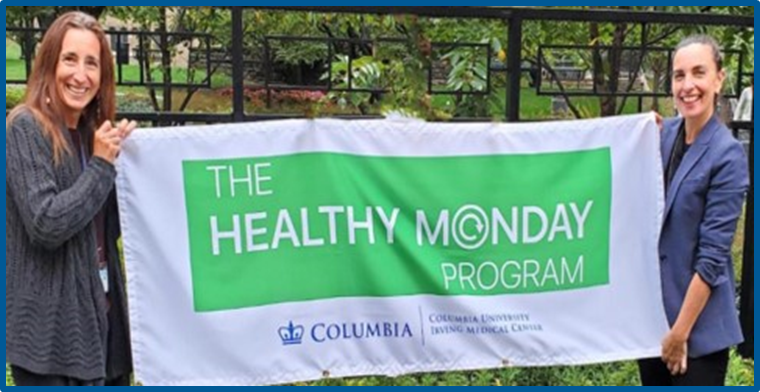 THE
HEALTHY MONDAY
PROGRAM
COLUMBIA
COLUMBIA UNIVERSITY
IRVING MEDICAL CENTER